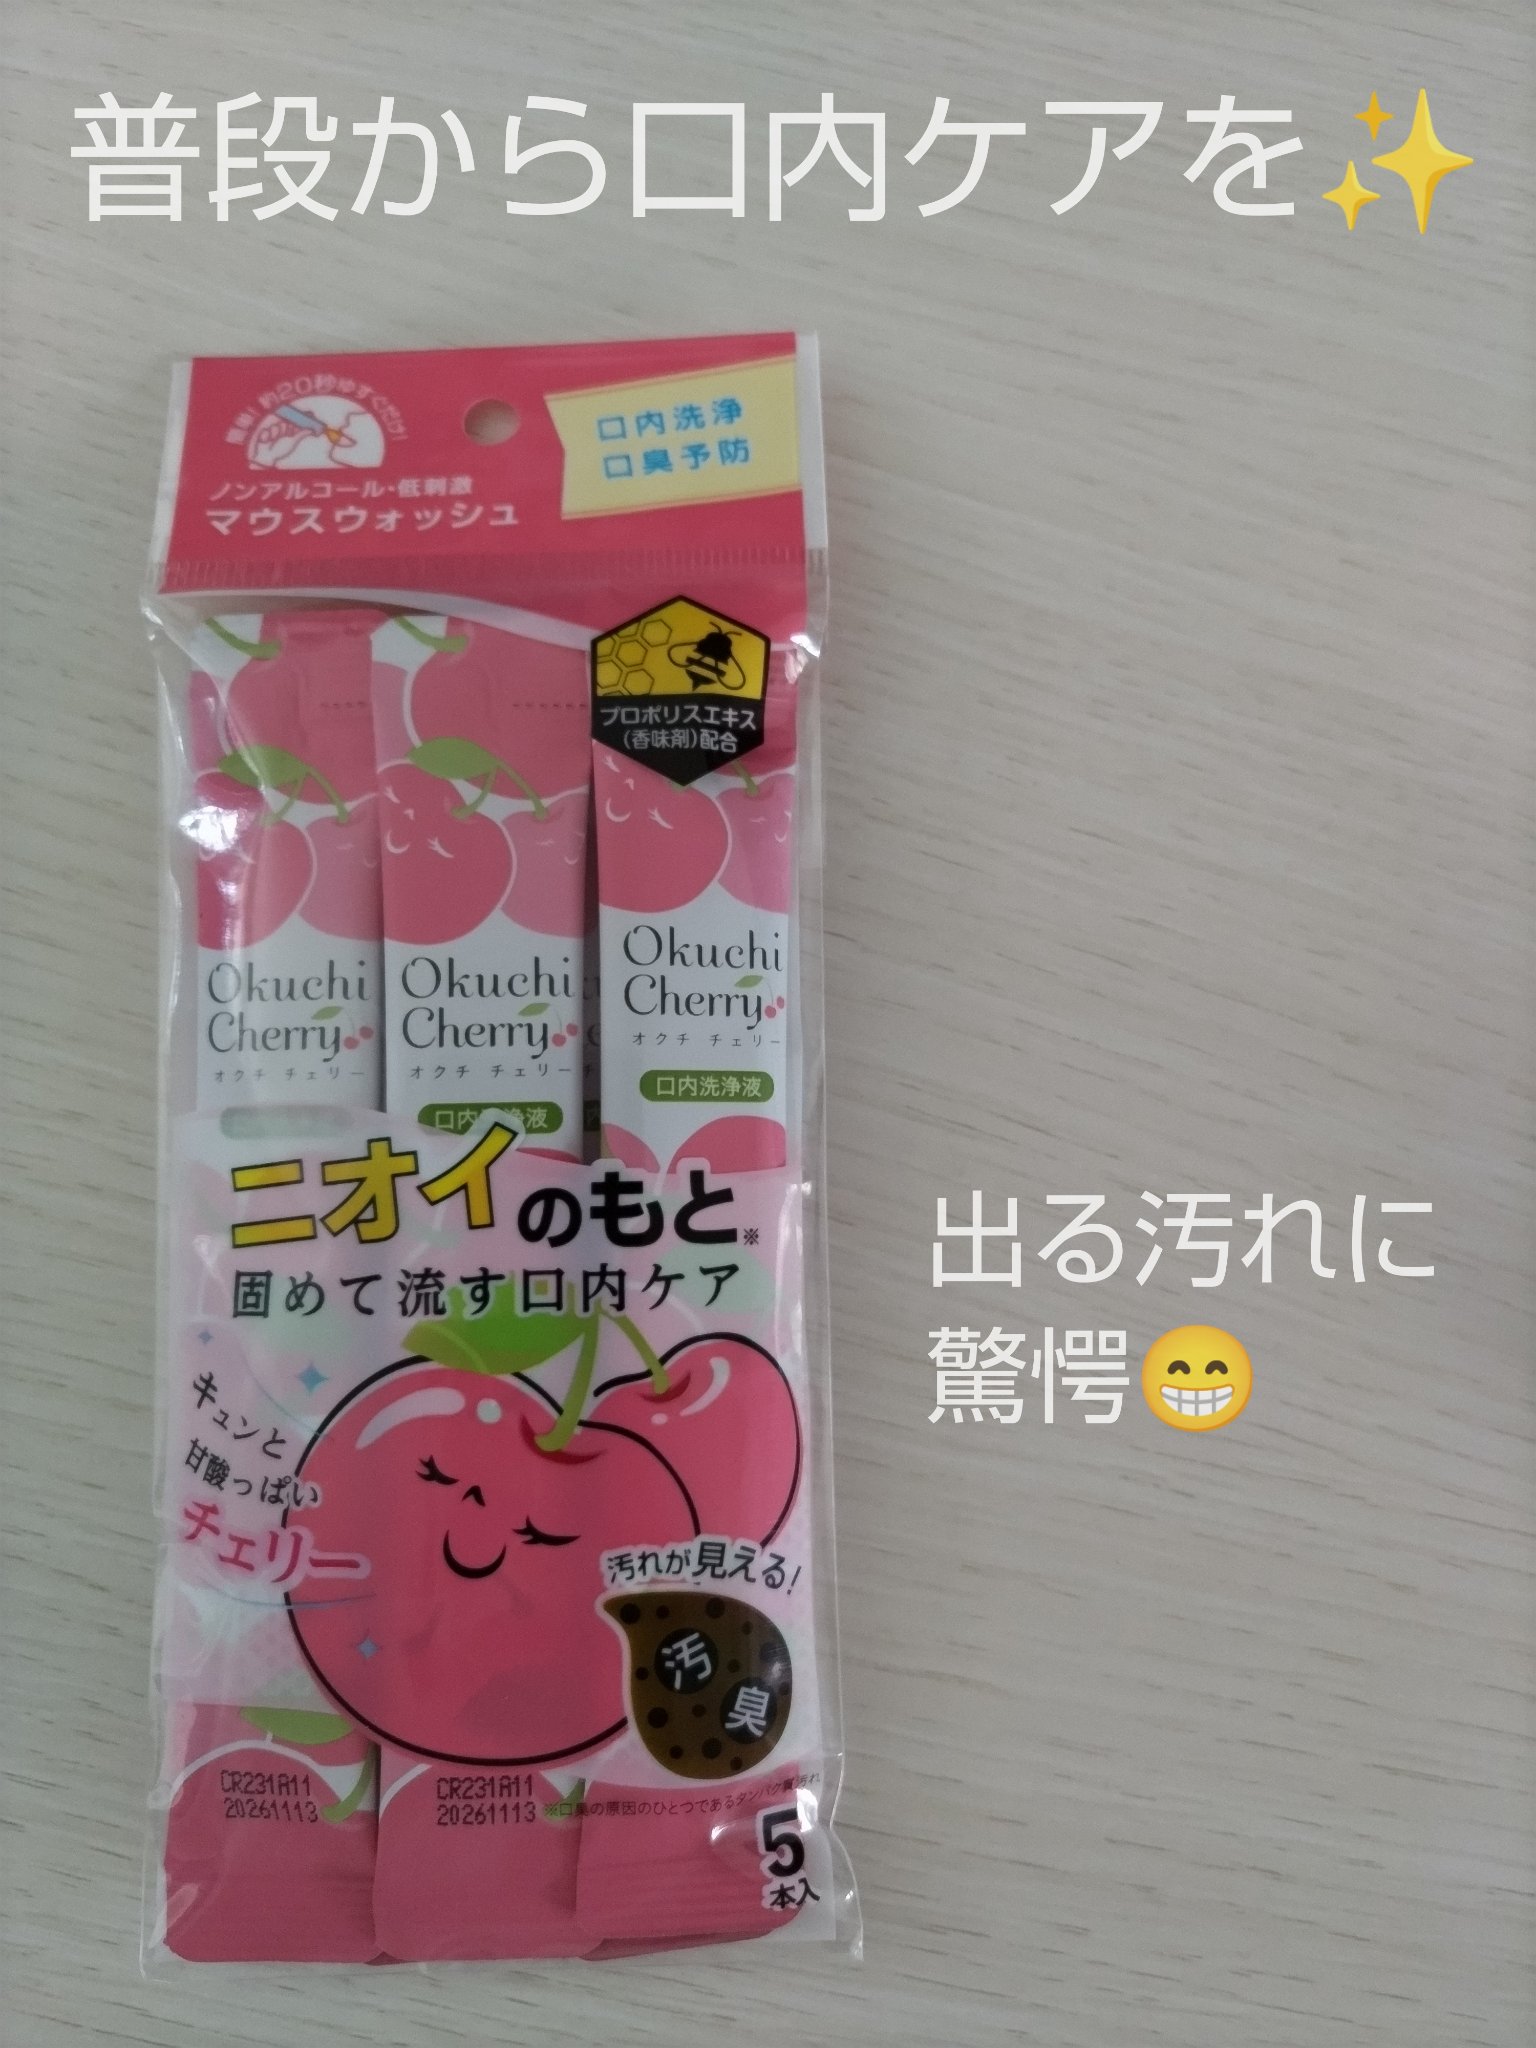 普段から口内ケアを✨
簡単！約20秒ゆすぐだけ！
ノンアルコール・低刺激
マウスウォッシュ
口内洗浄
口臭予防
プロポリスエキス
（香味剤）配合
Okuchi
Cherry
オクチ チェリー
Okuchi
Cherry
オクチ チェリー
口内洗浄液
Okuchi
Cherry
オクチ チェリー
口内洗浄液
ニオイのもと※
固めて流す口内ケア
出る汚れに
驚愕😁
キュンと
甘酸っぱい
チェリー
汚れが見える！
汚
臭
CR231A11
20261113
CR231A11
20261113
※口臭の原因のひとつであるタンパク質汚れ
5
本入